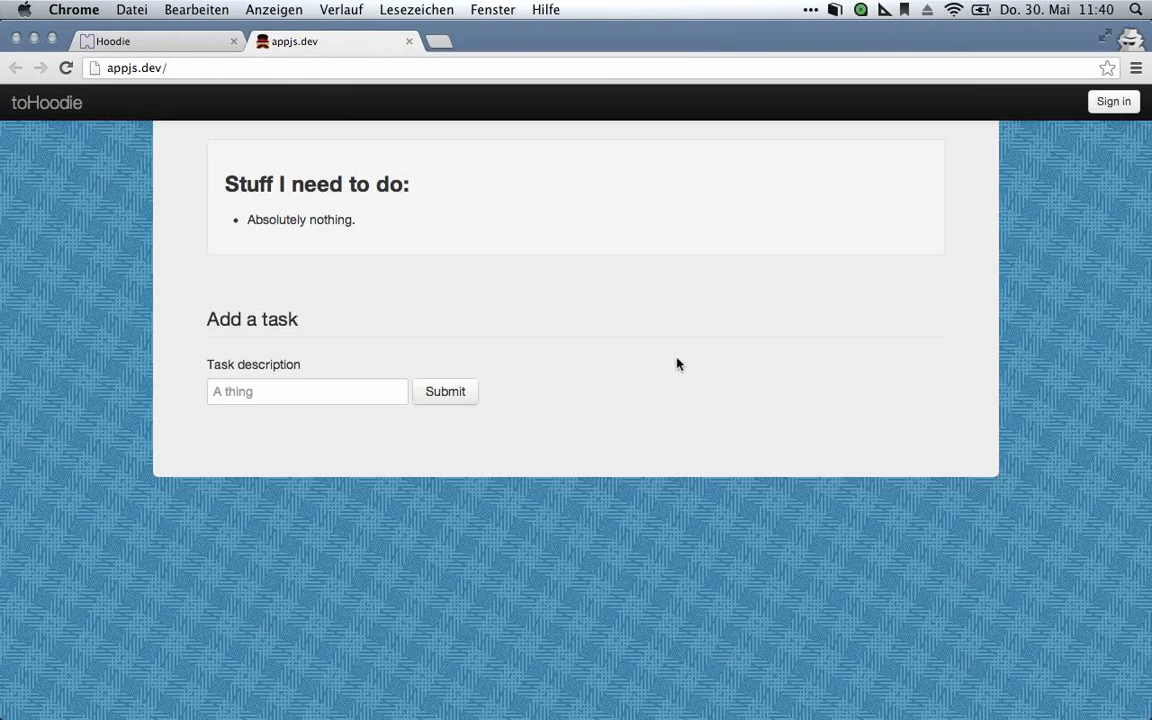 Chrome Datei Bearbeiten Anzeigen Verlauf Lesezeichen Fenster Hilfe Do. 30. Mai 11:40
Hoodie appjs.dev
appjs.dev/
toHoodie Sign in
Stuff I need to do:
Absolutely nothing.
Add a task
Task description
A thing Submit